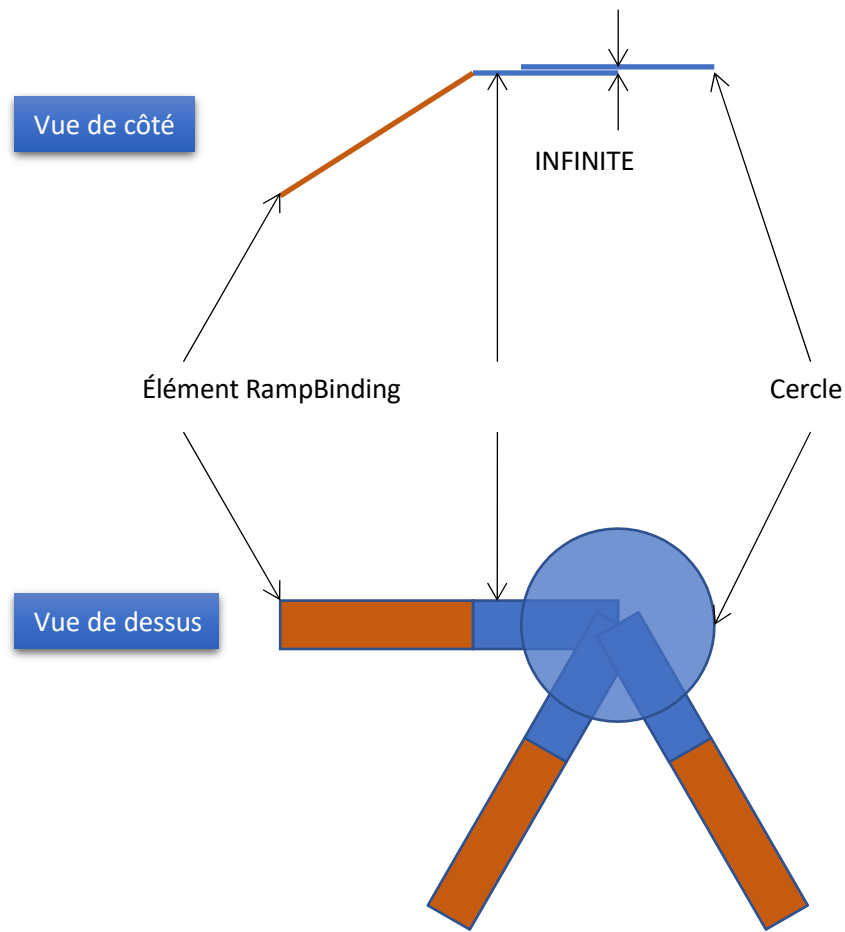 Vue de côté
INFINITE
Élément RampBinding
Cercle
Vue de dessus